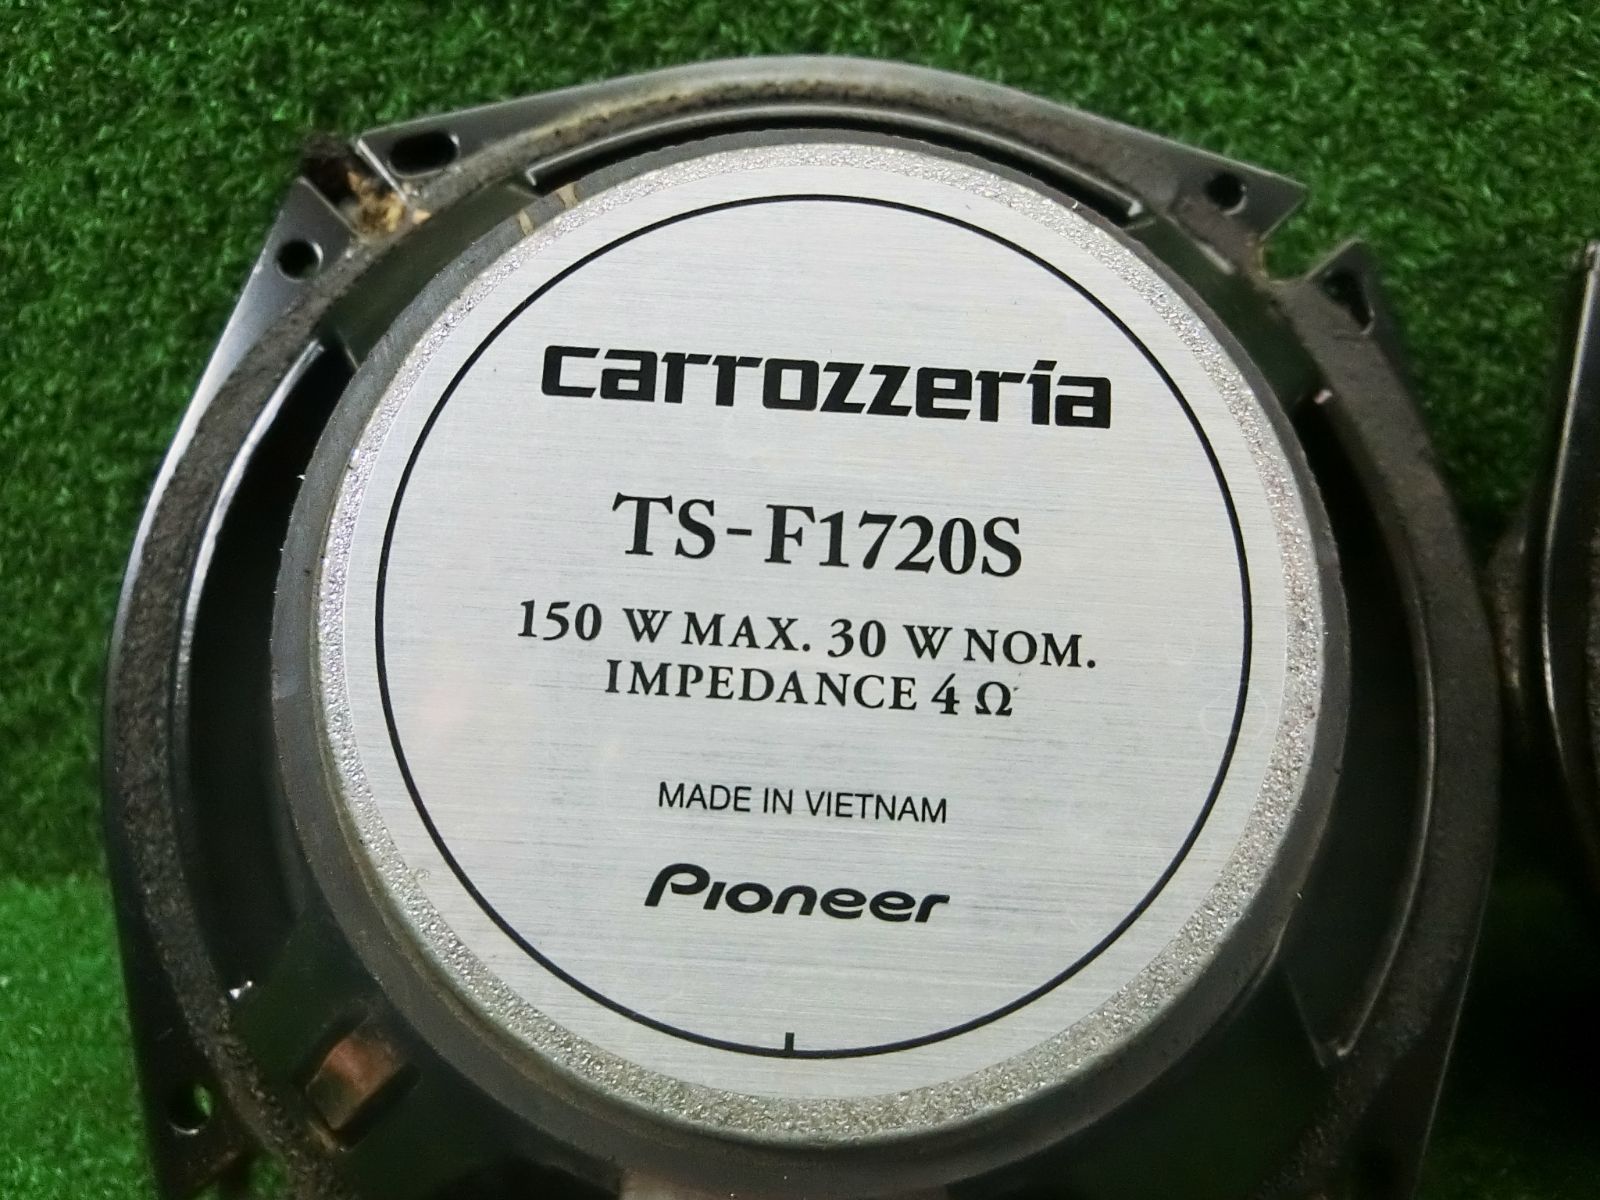 carrozzeria
TS-F1720S
150 W MAX. 30 W NOM.
IMPEDANCE 4 Ω
MADE IN VIETNAM
Pioneer